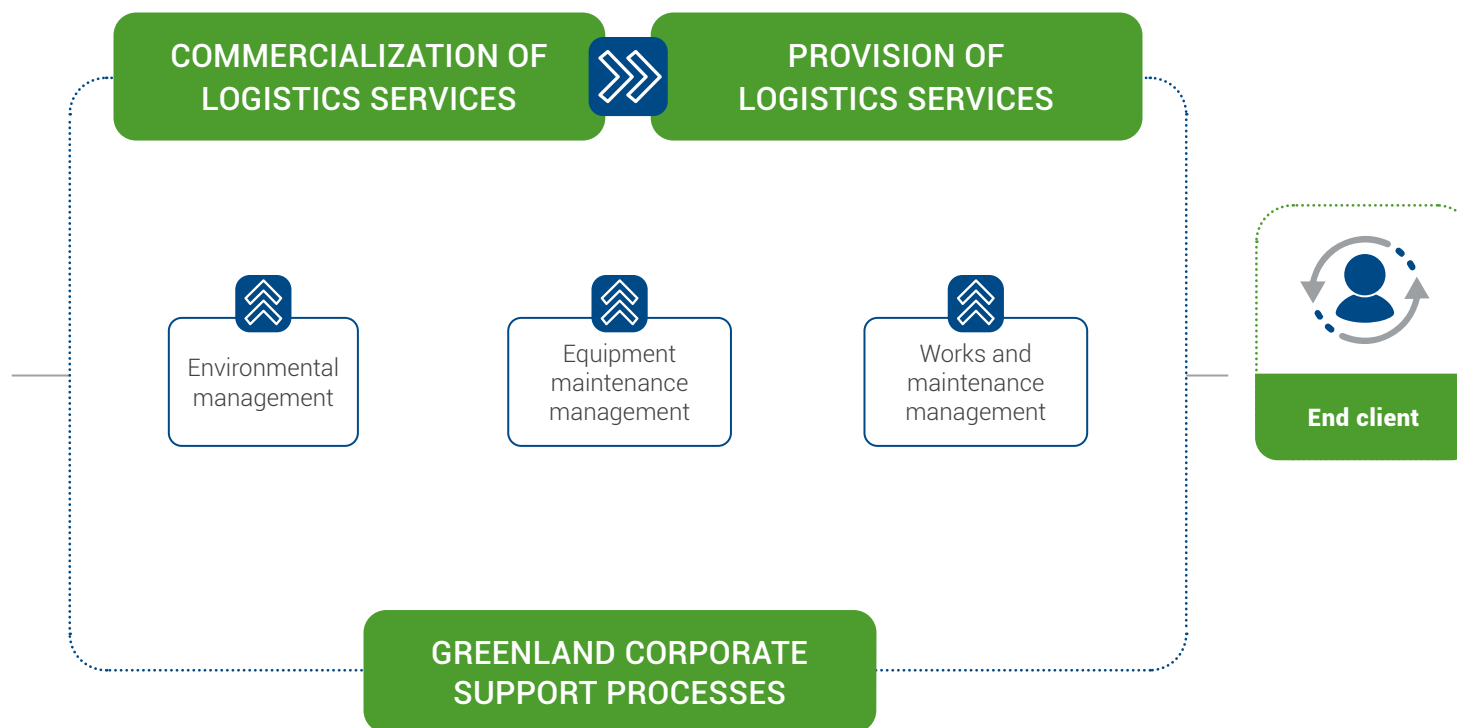 COMMERCIALIZATION OF
LOGISTICS SERVICES
PROVISION OF
LOGISTICS SERVICES
Environmental
management
Equipment
maintenance
management
Works and
maintenance
management
End client
GREENLAND CORPORATE
SUPPORT PROCESSES